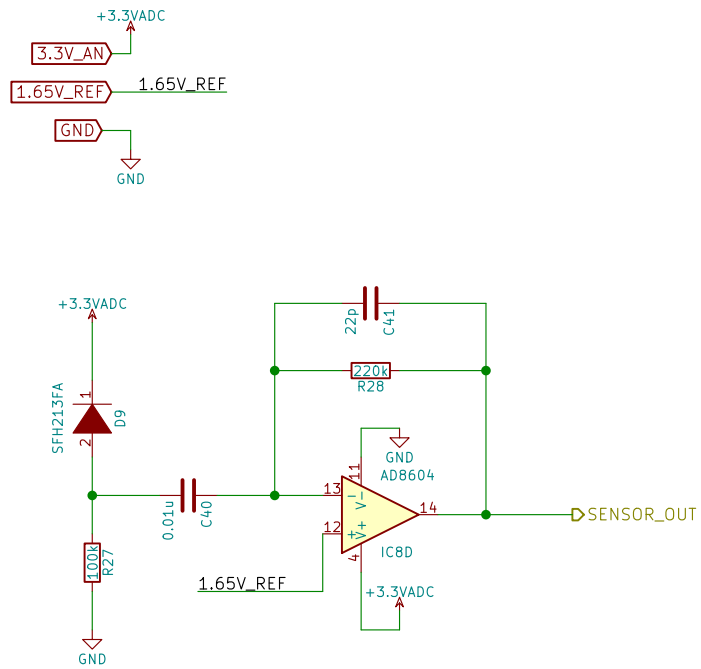 +3.3VADC
3.3V_AN
1.65V_REF
1.65V_REF
GND
GND
+3.3VADC
22p
C41
220k
R28
SFH213FA
1
2
D9
GND
11
AD8604
13
V-
-
14
SENSOR_OUT
0.01u
C40
12
+
V+
4
IC8D
100k
R27
1.65V_REF
+3.3VADC
GND